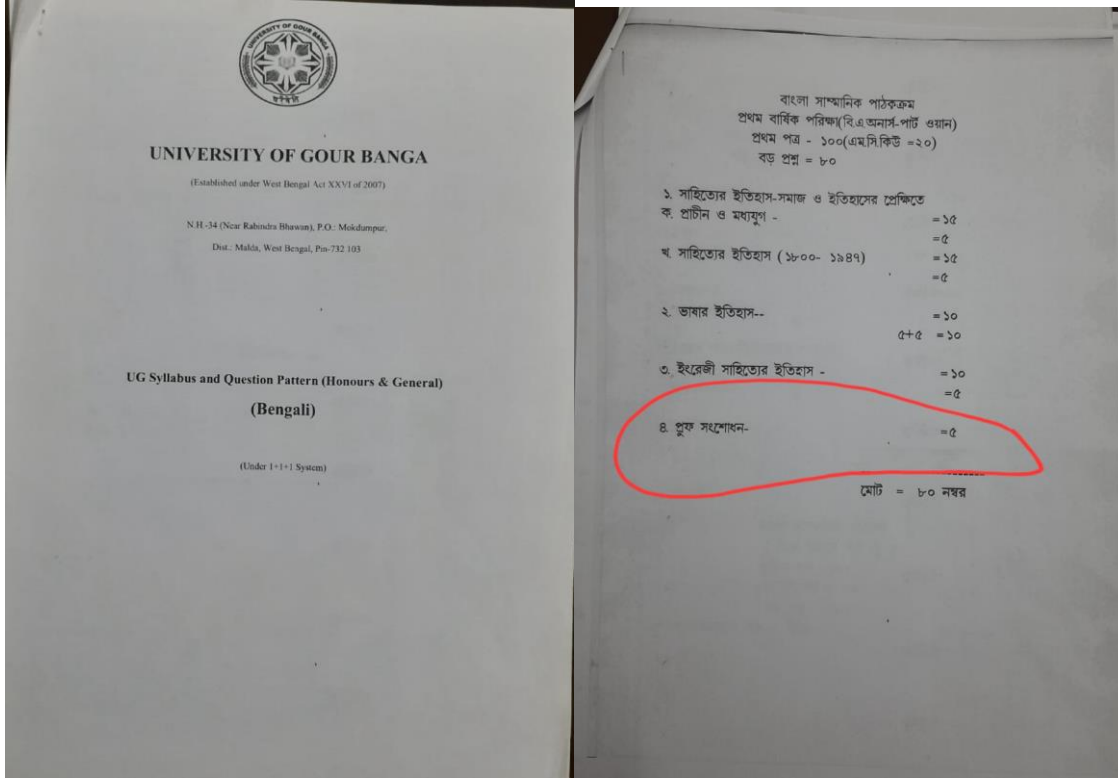 UNIVERSITY OF GOUR BANGA
UNIVERSITY OF GOUR BANGA
(Established under West Bengal Act XXVI of 2007)
N.H.-34 (Near Rabindra Bhawan), P.O.: Mokdumpur,
Dist.: Malda, West Bengal, Pin-732 103
UG Syllabus and Question Pattern (Honours & General)
(Bengali)
(Under 1+1+1 System)
বাংলা সাম্মানিক পাঠক্রম
প্রথম বার্ষিক পরিক্ষা(বি.এ.অনার্স-পার্ট ওয়ান)
প্রথম পত্র - ১০০(এম.সি.কিউ =২০)
বড় প্রশ্ন = ৮০
১. সাহিত্যের ইতিহাস-সমাজ ও ইতিহাসের প্রেক্ষিতে
ক. প্রাচীন ও মধ্যযুগ - =১৫
=৫
খ. সাহিত্যের ইতিহাস (১৮০০- ১৯৪৭) = ১৫
=৫
২. ভাষার ইতিহাস-- =১০
৫+৫ =১০
৩. ইংরেজী সাহিত্যের ইতিহাস - =১০
=৫
৪. প্রুফ সংশোধন- =৫
মোট = ৮০ নম্বর